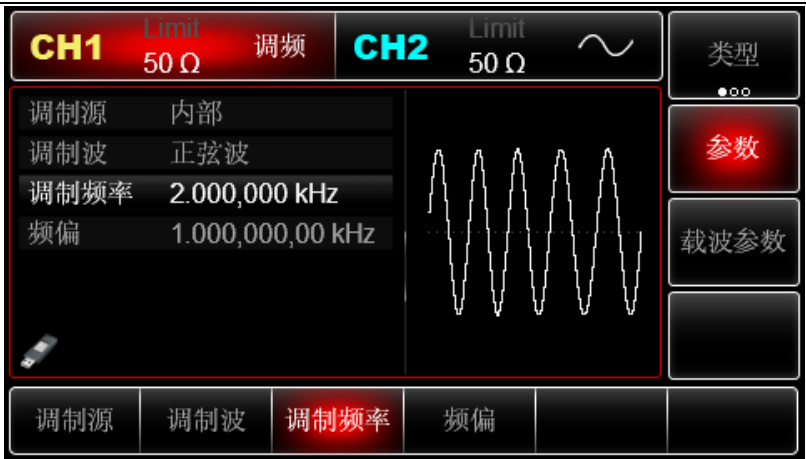 CH1 Limit 50 Ω 调频 CH2 Limit 50 Ω
类型
调制源 内部
调制波 正弦波
调制频率 2.000,000 kHz
频偏 1.000,000,00 kHz
参数
载波参数
调制源 调制波 调制频率 频偏